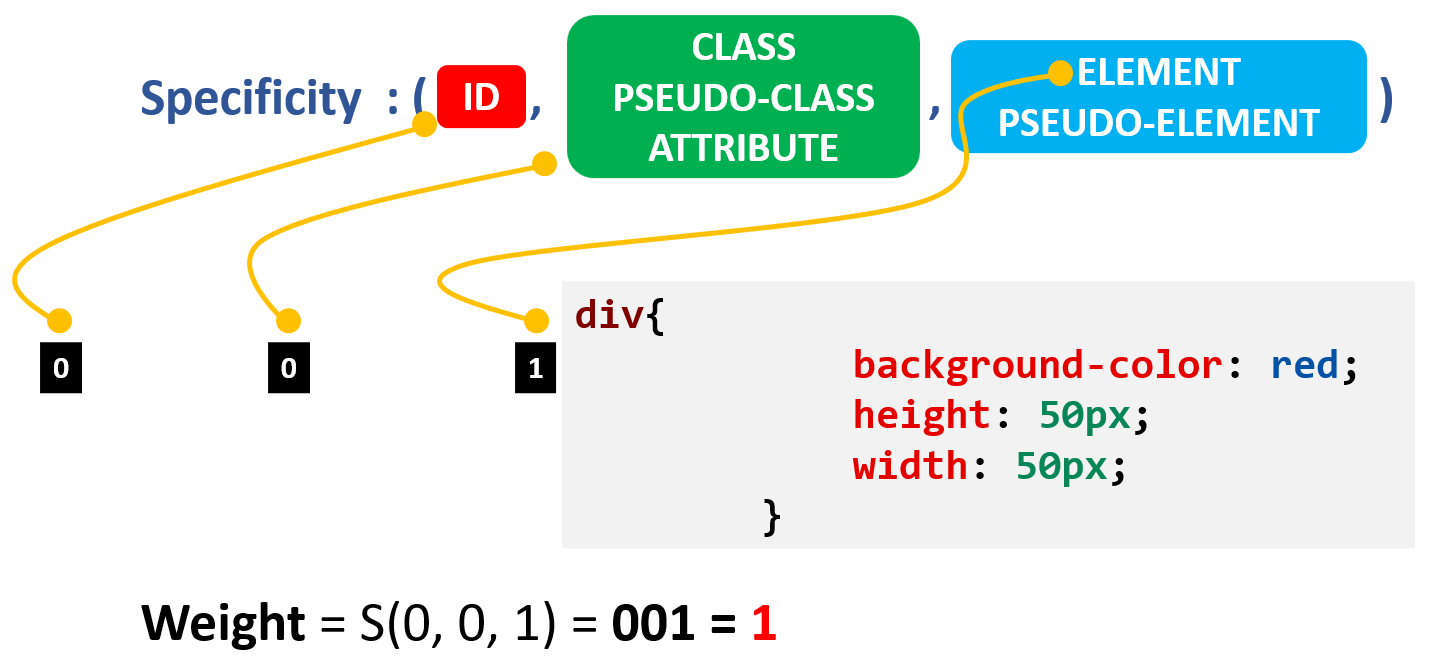 Specificity : ( ID , CLASS PSEUDO-CLASS ATTRIBUTE , ELEMENT PSEUDO-ELEMENT )
0 0 1
div{
background-color: red;
height: 50px;
width: 50px;
}
Weight = S(0, 0, 1) = 001 = 1